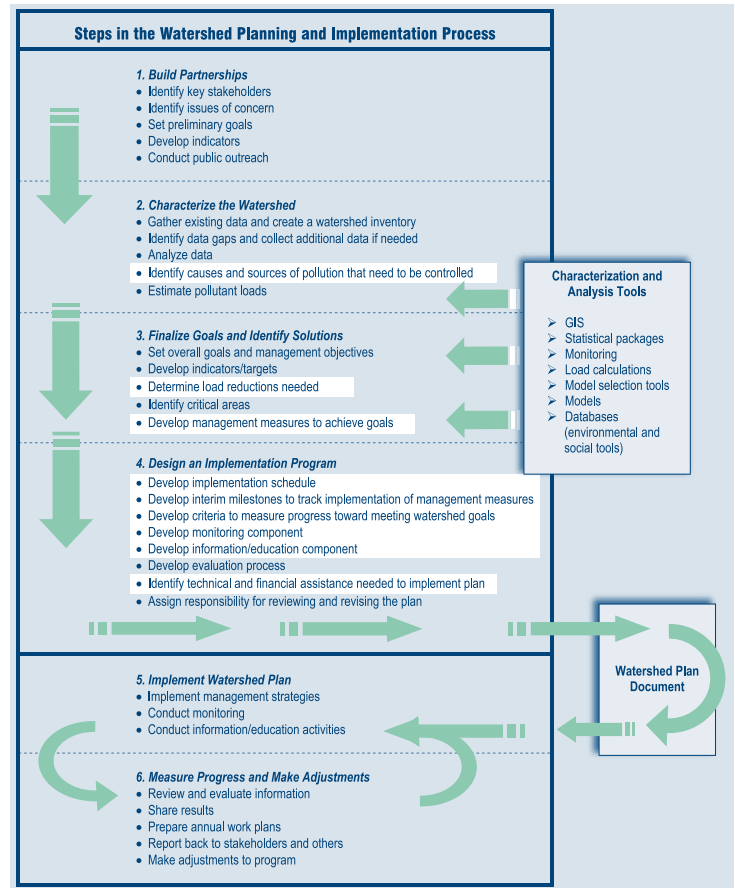 Steps in the Watershed Planning and Implementation Process
1. Build Partnerships
• Identify key stakeholders
• Identify issues of concern
• Set preliminary goals
• Develop indicators
• Conduct public outreach
2. Characterize the Watershed
• Gather existing data and create a watershed inventory
• Identify data gaps and collect additional data if needed
• Analyze data
• Identify causes and sources of pollution that need to be controlled
• Estimate pollutant loads
Characterization and
Analysis Tools
➢ GIS
➢ Statistical packages
➢ Monitoring
➢ Load calculations
➢ Model selection tools
➢ Models
➢ Databases
(environmental and
social tools)
3. Finalize Goals and Identify Solutions
• Set overall goals and management objectives
• Develop indicators/targets
• Determine load reductions needed
• Identify critical areas
• Develop management measures to achieve goals
4. Design an Implementation Program
• Develop implementation schedule
• Develop interim milestones to track implementation of management measures
• Develop criteria to measure progress toward meeting watershed goals
• Develop monitoring component
• Develop information/education component
• Develop evaluation process
• Identify technical and financial assistance needed to implement plan
• Assign responsibility for reviewing and revising the plan
Watershed Plan
Document
5. Implement Watershed Plan
• Implement management strategies
• Conduct monitoring
• Conduct information/education activities
6. Measure Progress and Make Adjustments
• Review and evaluate information
• Share results
• Prepare annual work plans
• Report back to stakeholders and others
• Make adjustments to program